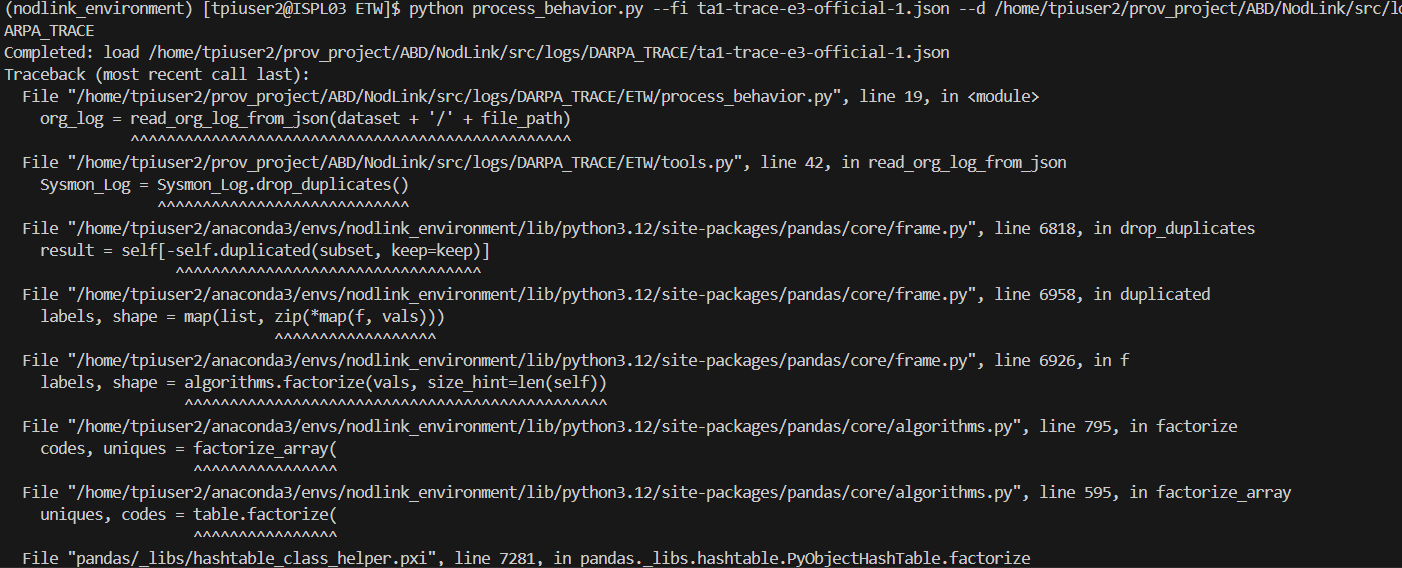 (nodlink_environment) [tpiuser2@ISPL03 ETW]$ python process_behavior.py --fi ta1-trace-e3-official-1.json --d /home/tpiuser2/prov_project/ABD/NodLink/src/lo
ARPA_TRACE
Completed: load /home/tpiuser2/prov_project/ABD/NodLink/src/logs/DARPA_TRACE/ta1-trace-e3-official-1.json
Traceback (most recent call last):
  File "/home/tpiuser2/prov_project/ABD/NodLink/src/logs/DARPA_TRACE/ETW/process_behavior.py", line 19, in <module>
    org_log = read_org_log_from_json(dataset + '/' + file_path)
              ^^^^^^^^^^^^^^^^^^^^^^^^^^^^^^^^^^^^^^^^^^^^^^^^^
  File "/home/tpiuser2/prov_project/ABD/NodLink/src/logs/DARPA_TRACE/ETW/tools.py", line 42, in read_org_log_from_json
    Sysmon_Log = Sysmon_Log.drop_duplicates()
                 ^^^^^^^^^^^^^^^^^^^^^^^^^^^^
  File "/home/tpiuser2/anaconda3/envs/nodlink_environment/lib/python3.12/site-packages/pandas/core/frame.py", line 6818, in drop_duplicates
    result = self[-self.duplicated(subset, keep=keep)]
                   ^^^^^^^^^^^^^^^^^^^^^^^^^^^^^^^^^^
  File "/home/tpiuser2/anaconda3/envs/nodlink_environment/lib/python3.12/site-packages/pandas/core/frame.py", line 6958, in duplicated
    labels, shape = map(list, zip(*map(f, vals)))
                              ^^^^^^^^^^^^^^^^^^
  File "/home/tpiuser2/anaconda3/envs/nodlink_environment/lib/python3.12/site-packages/pandas/core/frame.py", line 6926, in f
    labels, shape = algorithms.factorize(vals, size_hint=len(self))
                    ^^^^^^^^^^^^^^^^^^^^^^^^^^^^^^^^^^^^^^^^^^^^^^^
  File "/home/tpiuser2/anaconda3/envs/nodlink_environment/lib/python3.12/site-packages/pandas/core/algorithms.py", line 795, in factorize
    codes, uniques = factorize_array(
                     ^^^^^^^^^^^^^^^^
  File "/home/tpiuser2/anaconda3/envs/nodlink_environment/lib/python3.12/site-packages/pandas/core/algorithms.py", line 595, in factorize_array
    uniques, codes = table.factorize(
                     ^^^^^^^^^^^^^^^^
  File "pandas/_libs/hashtable_class_helper.pxi", line 7281, in pandas._libs.hashtable.PyObjectHashTable.factorize